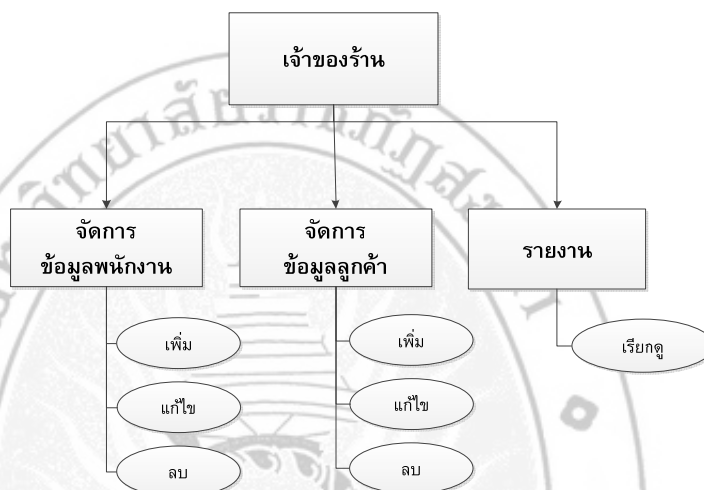 เจ้าของร้าน
จัดการ
ข้อมูลพนักงาน
จัดการ
ข้อมูลลูกค้า
รายงาน
เพิ่ม
แก้ไข
ลบ
เพิ่ม
แก้ไข
ลบ
เรียกดู